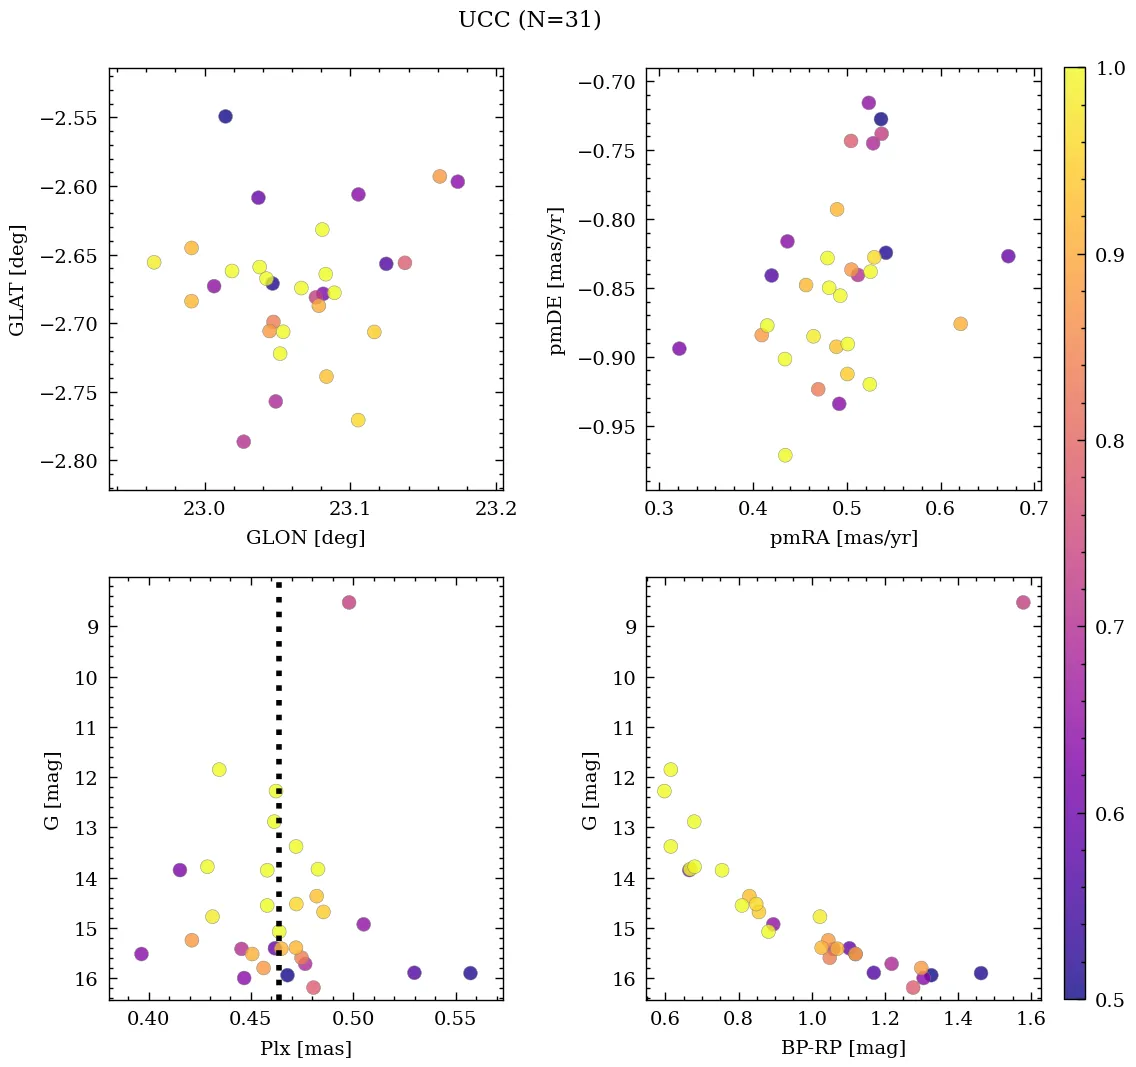 UCC (N=31)
−2.55
−2.60
−2.65
−2.70
−2.75
−2.80
GLAT [deg]
23.0 23.1 23.2
GLON [deg]
−0.70
−0.75
−0.80
−0.85
−0.90
−0.95
pmDE [mas/yr]
0.3 0.4 0.5 0.6 0.7
pmRA [mas/yr]
9
10
11
12
13
14
15
16
G [mag]
0.40 0.45 0.50 0.55
Plx [mas]
9
10
11
12
13
14
15
16
G [mag]
0.6 0.8 1.0 1.2 1.4 1.6
BP-RP [mag]
1.0
0.9
0.8
0.7
0.6
0.5